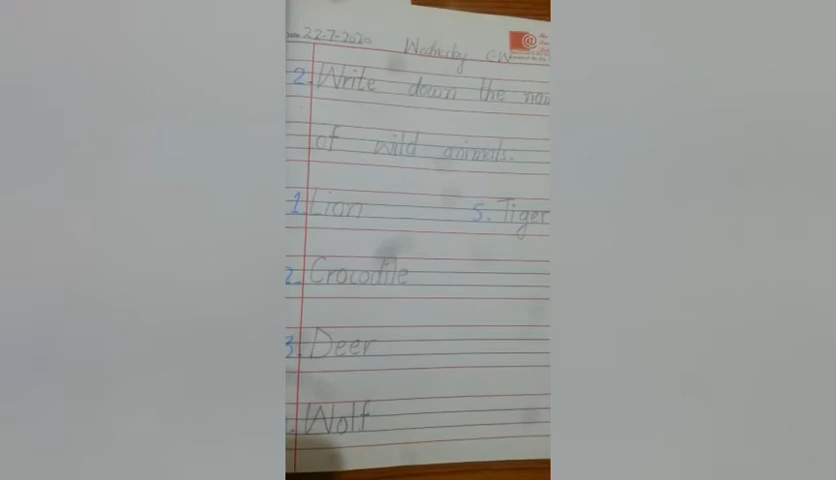 Date 22-7-2020 Wednesday C.W
2. Write down the
of wild animals.
1. Lion 5. Tiger
2. Crocodile
3. Deer
. Wolf